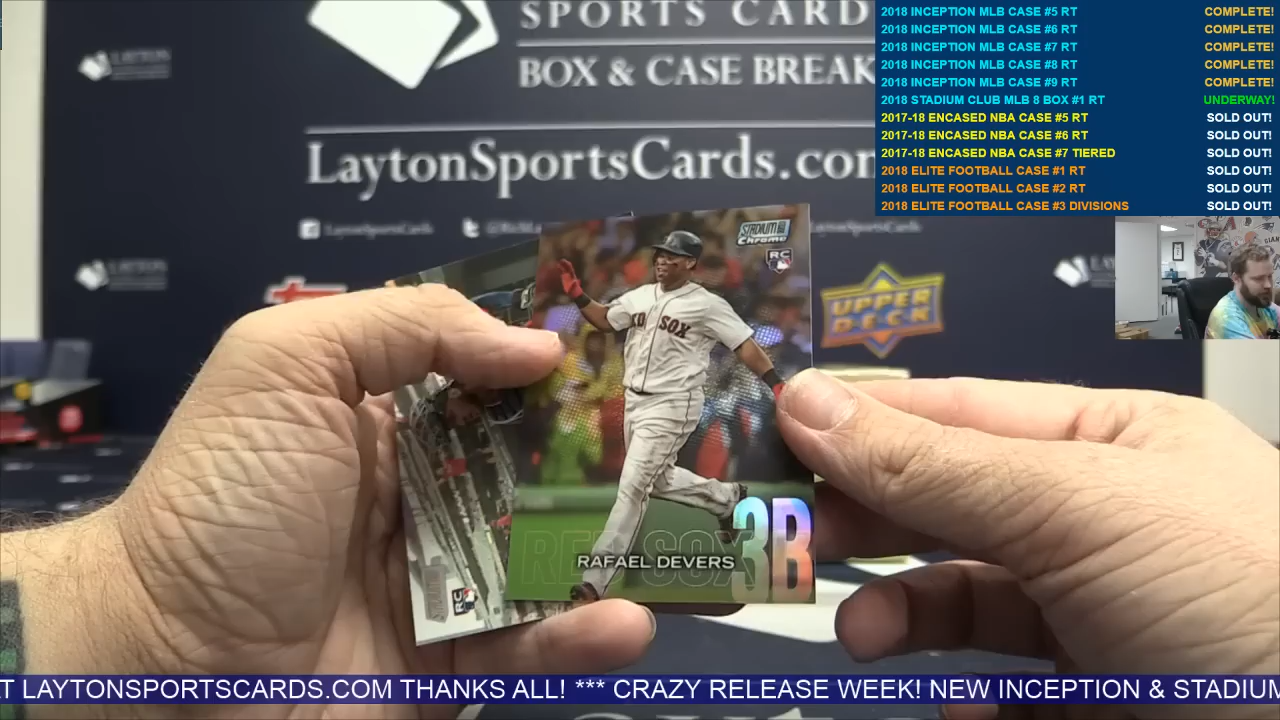 SPORTS CARD
BOX & CASE BREAK
LaytonSportsCards.com
LaytonSportsCards
LAYTON
UPPER
DECK
STADIUM
Chrome
RC
RED SOX
RED SOX
RAFAEL DEVERS
3B
RC
2018 INCEPTION MLB CASE #5 RT COMPLETE!
2018 INCEPTION MLB CASE #6 RT COMPLETE!
2018 INCEPTION MLB CASE #7 RT COMPLETE!
2018 INCEPTION MLB CASE #8 RT COMPLETE!
2018 INCEPTION MLB CASE #9 RT COMPLETE!
2018 STADIUM CLUB MLB 8 BOX #1 RT UNDERWAY!
2017-18 ENCASED NBA CASE #5 RT SOLD OUT!
2017-18 ENCASED NBA CASE #6 RT SOLD OUT!
2017-18 ENCASED NBA CASE #7 TIERED SOLD OUT!
2018 ELITE FOOTBALL CASE #1 RT SOLD OUT!
2018 ELITE FOOTBALL CASE #2 RT SOLD OUT!
2018 ELITE FOOTBALL CASE #3 DIVISIONS SOLD OUT!
T LAYTONSPORTSCARDS.COM THANKS ALL! *** CRAZY RELEASE WEEK! NEW INCEPTION & STADIUM